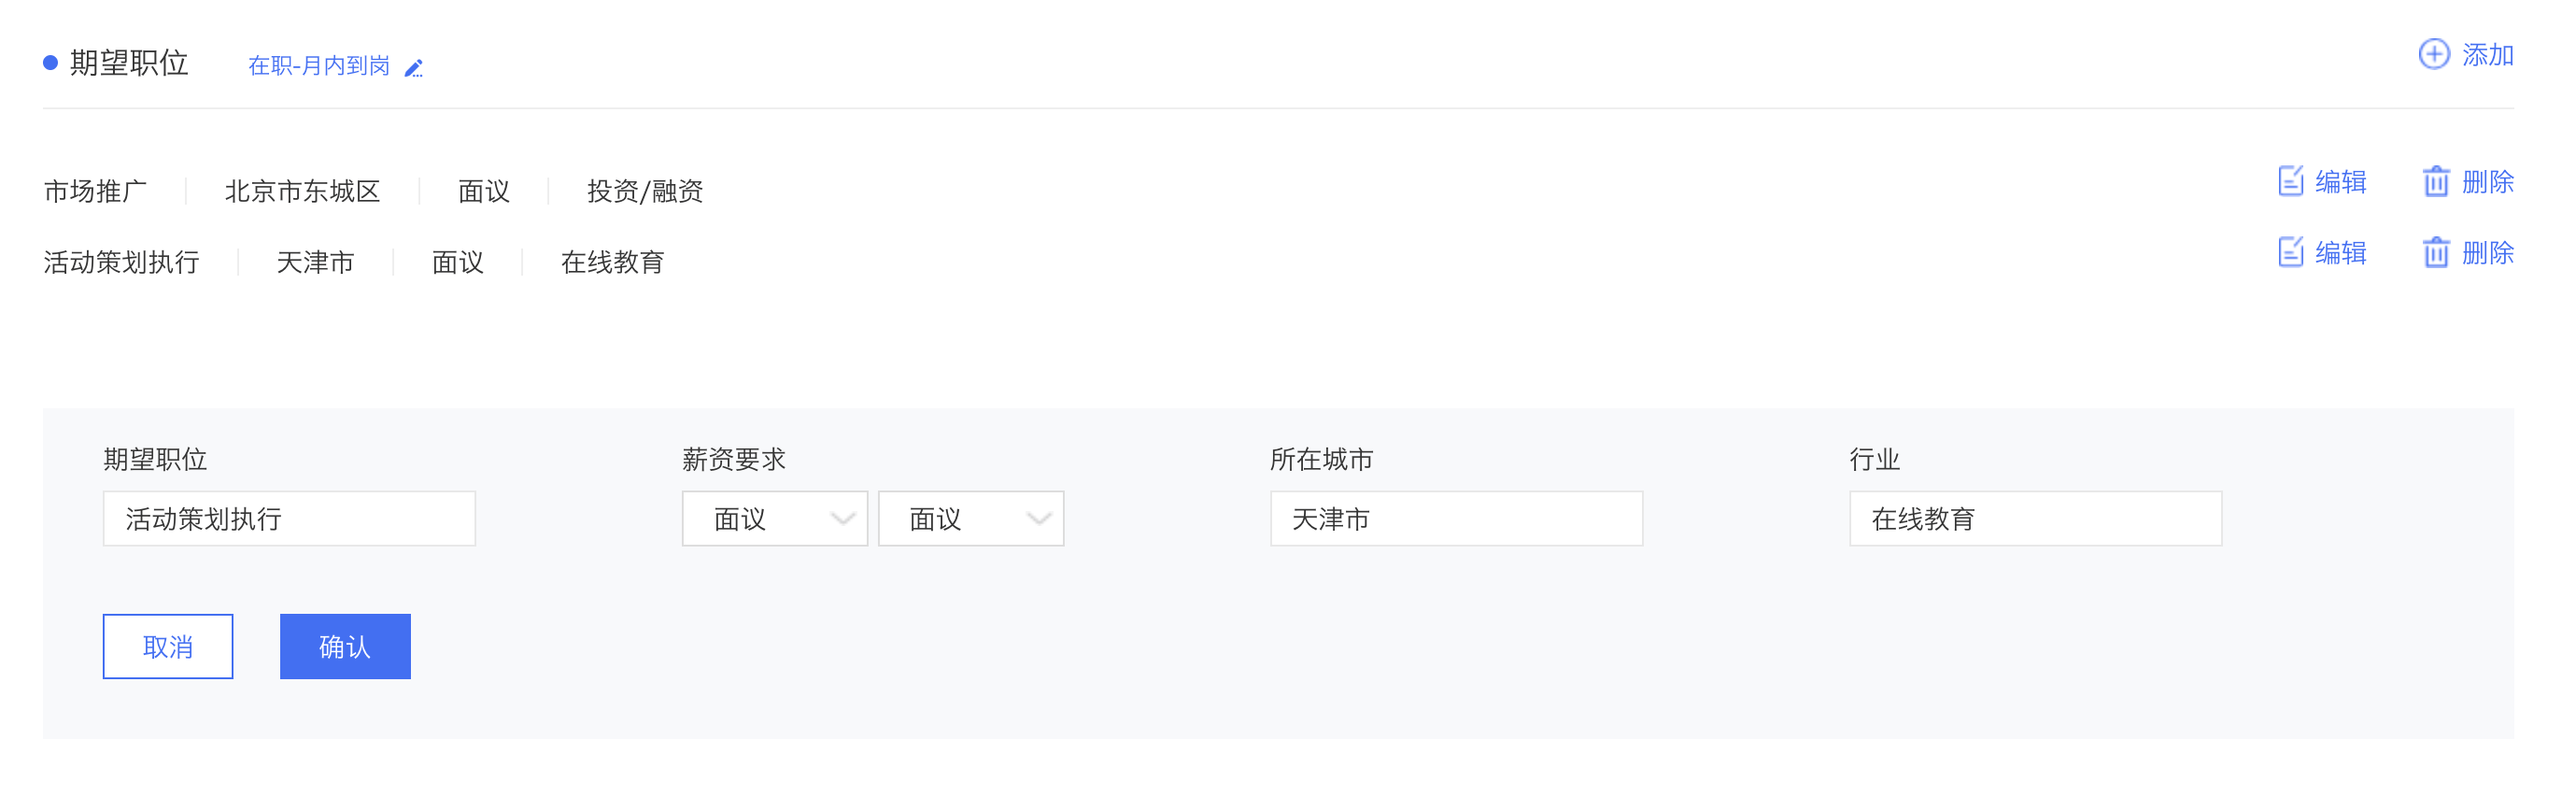 期望职位 在职-月内到岗 添加
市场推广 北京市东城区 面议 投资/融资 编辑 删除
活动策划执行 天津市 面议 在线教育 编辑 删除
期望职位 薪资要求 所在城市 行业
活动策划执行 面议 面议 天津市 在线教育
取消 确认